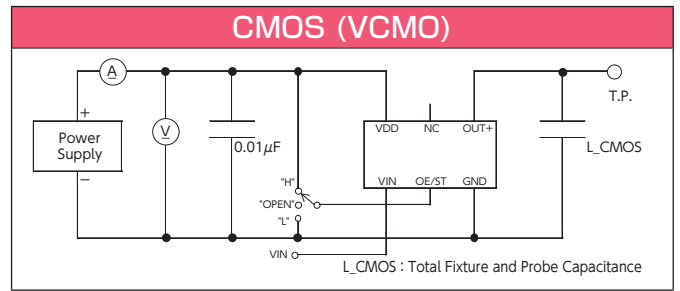 CMOS (VCMO)
A
T.P.
+
Power
Supply
−
V
0.01μF
VDD
NC
OUT+
L_CMOS
VIN
OE/ST
GND
"H"
"OPEN"
"L"
VIN
L_CMOS : Total Fixture and Probe Capacitance